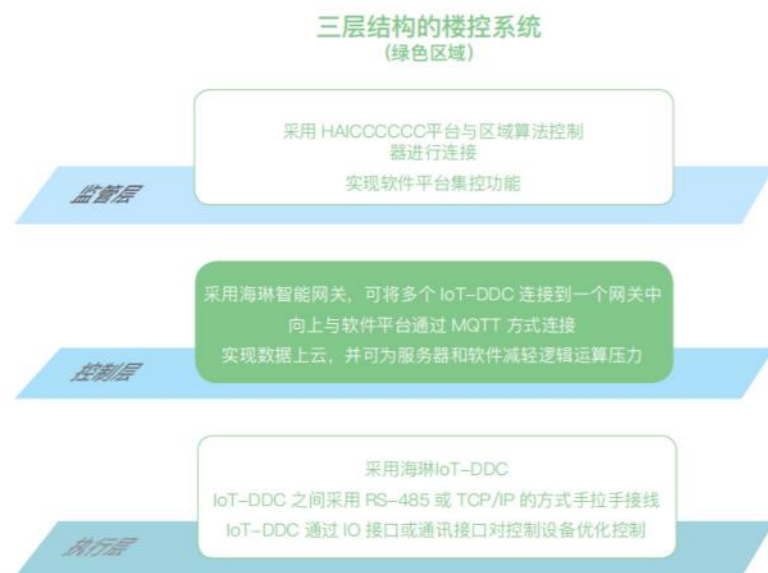 三层结构的楼控系统
(绿色区域)
采用 HAICCCCCC平台与区域算法控制
器进行连接
实现软件平台集控功能
监管层
采用海琳智能网关，可将多个 IoT-DDC 连接到一个网关中
向上与软件平台通过 MQTT 方式连接
实现数据上云，并可为服务器和软件减轻逻辑运算压力
控制层
采用海琳IoT-DDC
IoT-DDC 之间采用 RS-485 或 TCP/IP 的方式手拉手接线
IoT-DDC 通过 IO 接口或通讯接口对控制设备优化控制
执行层